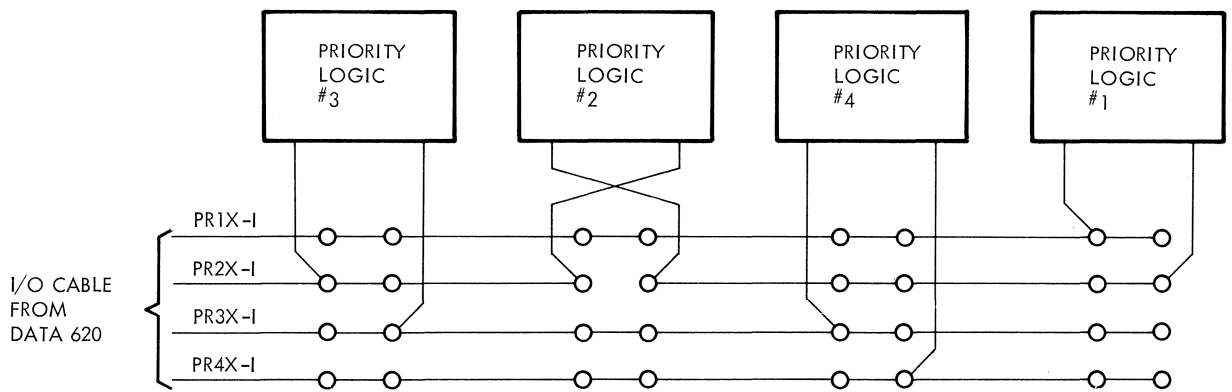 PRIORITY
LOGIC
#3
PRIORITY
LOGIC
#2
PRIORITY
LOGIC
#4
PRIORITY
LOGIC
#1
PR1X-I
PR2X-I
PR3X-I
PR4X-I
I/O CABLE
FROM
DATA 620